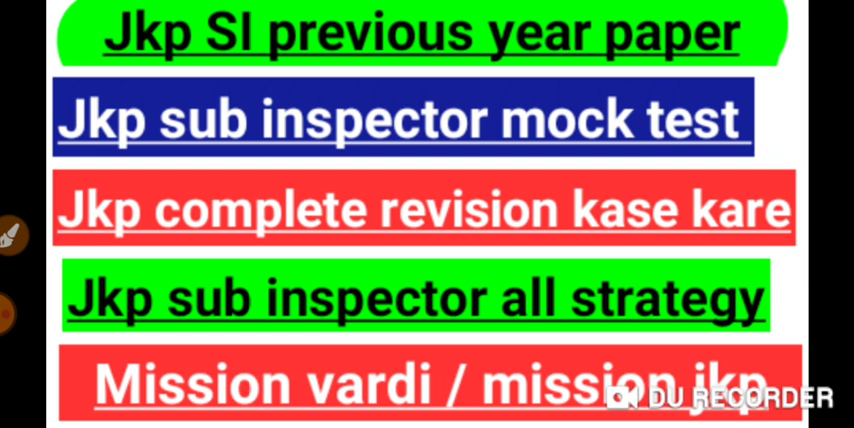 Jkp SI previous year paper
Jkp sub inspector mock test
Jkp complete revision kase kare
Jkp sub inspector all strategy
Mission vardi / mission jkp
DU RECORDER